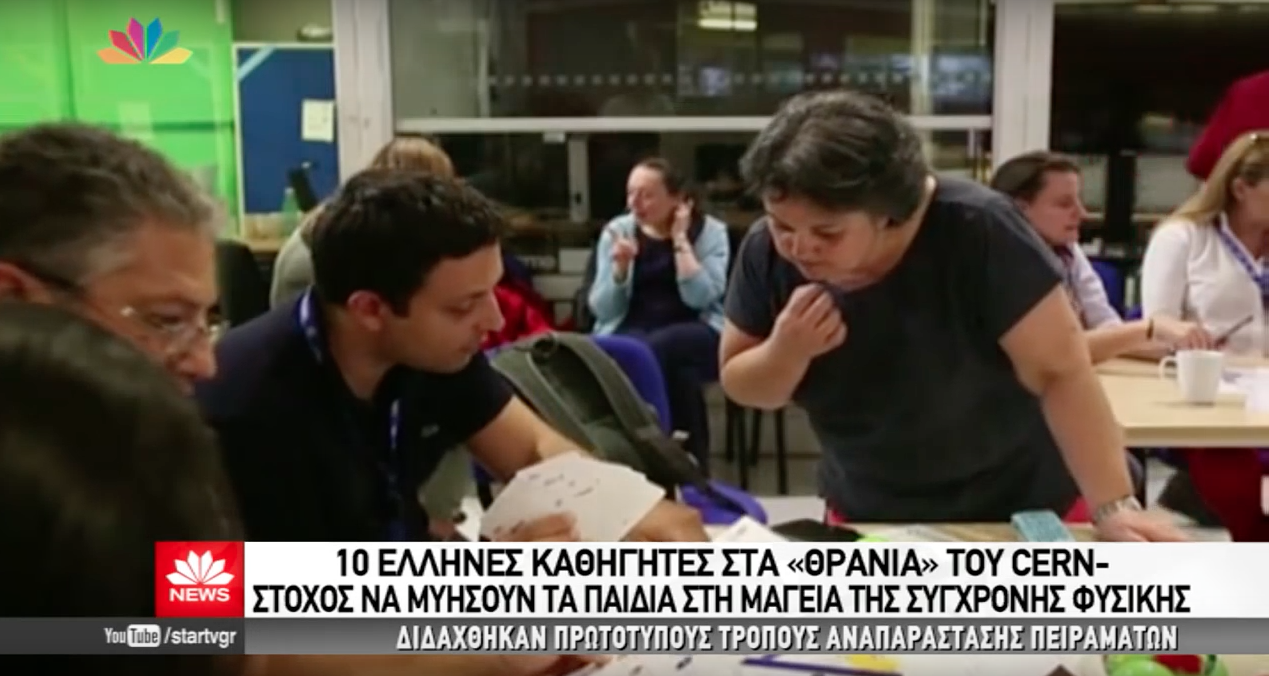 10 ΕΛΛΗΝΕΣ ΚΑΘΗΓΗΤΕΣ ΣΤΑ «ΘΡΑΝΙΑ» ΤΟΥ CERN-
ΣΤΟΧΟΣ ΝΑ ΜΥΗΣΟΥΝ ΤΑ ΠΑΙΔΙΑ ΣΤΗ ΜΑΓΕΙΑ ΤΗΣ ΣΥΓΧΡΟΝΗΣ ΦΥΣΙΚΗΣ
NEWS
YouTube/startvgr
ΔΙΔΑΧΘΗΚΑΝ ΠΡΩΤΟΤΥΠΟΥΣ ΤΡΟΠΟΥΣ ΑΝΑΠΑΡΑΣΤΑΣΗΣ ΠΕΙΡΑΜΑΤΩΝ